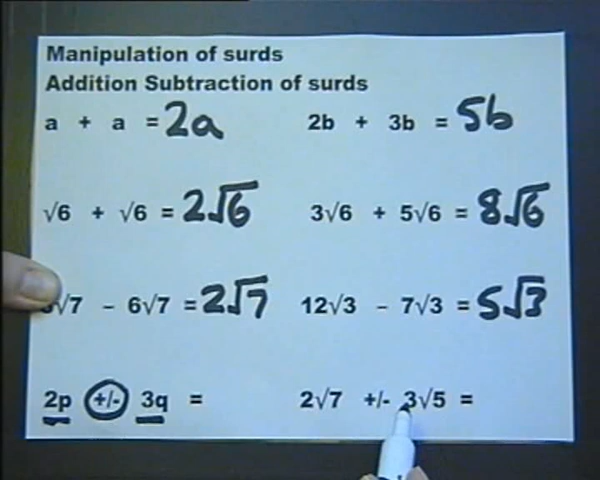 Manipulation of surds
Addition Subtraction of surds
a + a = 2a 2b + 3b = 5b
√6 + √6 = 2√6 3√6 + 5√6 = 8√6
√7 - 6√7 = 2√7 12√3 - 7√3 = 5√3
2p +/- 3q = 2√7 +/- 3√5 =